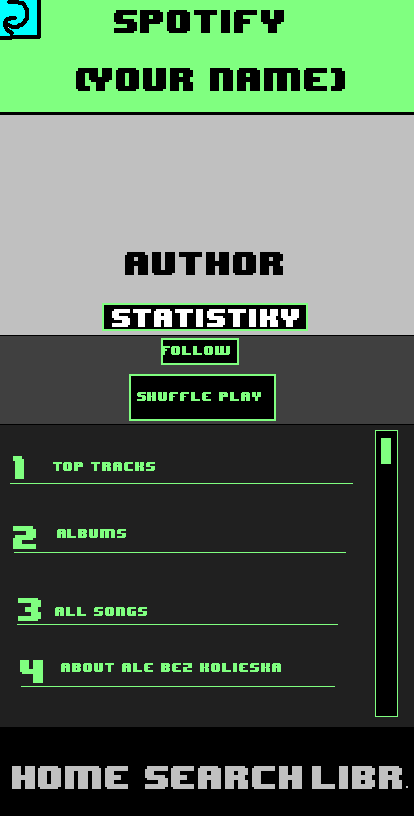 SPOTIFY
(YOUR NAME)
AUTHOR
STATISTIKY
FOLLOW
SHUFFLE PLAY
1 TOP TRACKS
2 ALBUMS
3 ALL SONGS
4 ABOUT ALE BEZ KOLIESKA
HOME SEARCH LIBR.